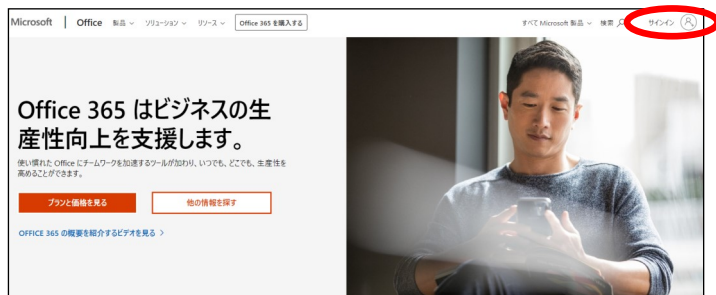 Microsoft Office 製品 ソリューション リソース Office 365 を購入する すべて Microsoft 製品 検索 サインイン
Office 365 はビジネスの生
産性向上を支援します。
使い慣れた Office にチームワークを加速するツールが加わり、いつでも、どこでも、生産性を
高めることができます。
プランと価格を見る 他の情報を探す
OFFICE 365 の概要を紹介するビデオを見る